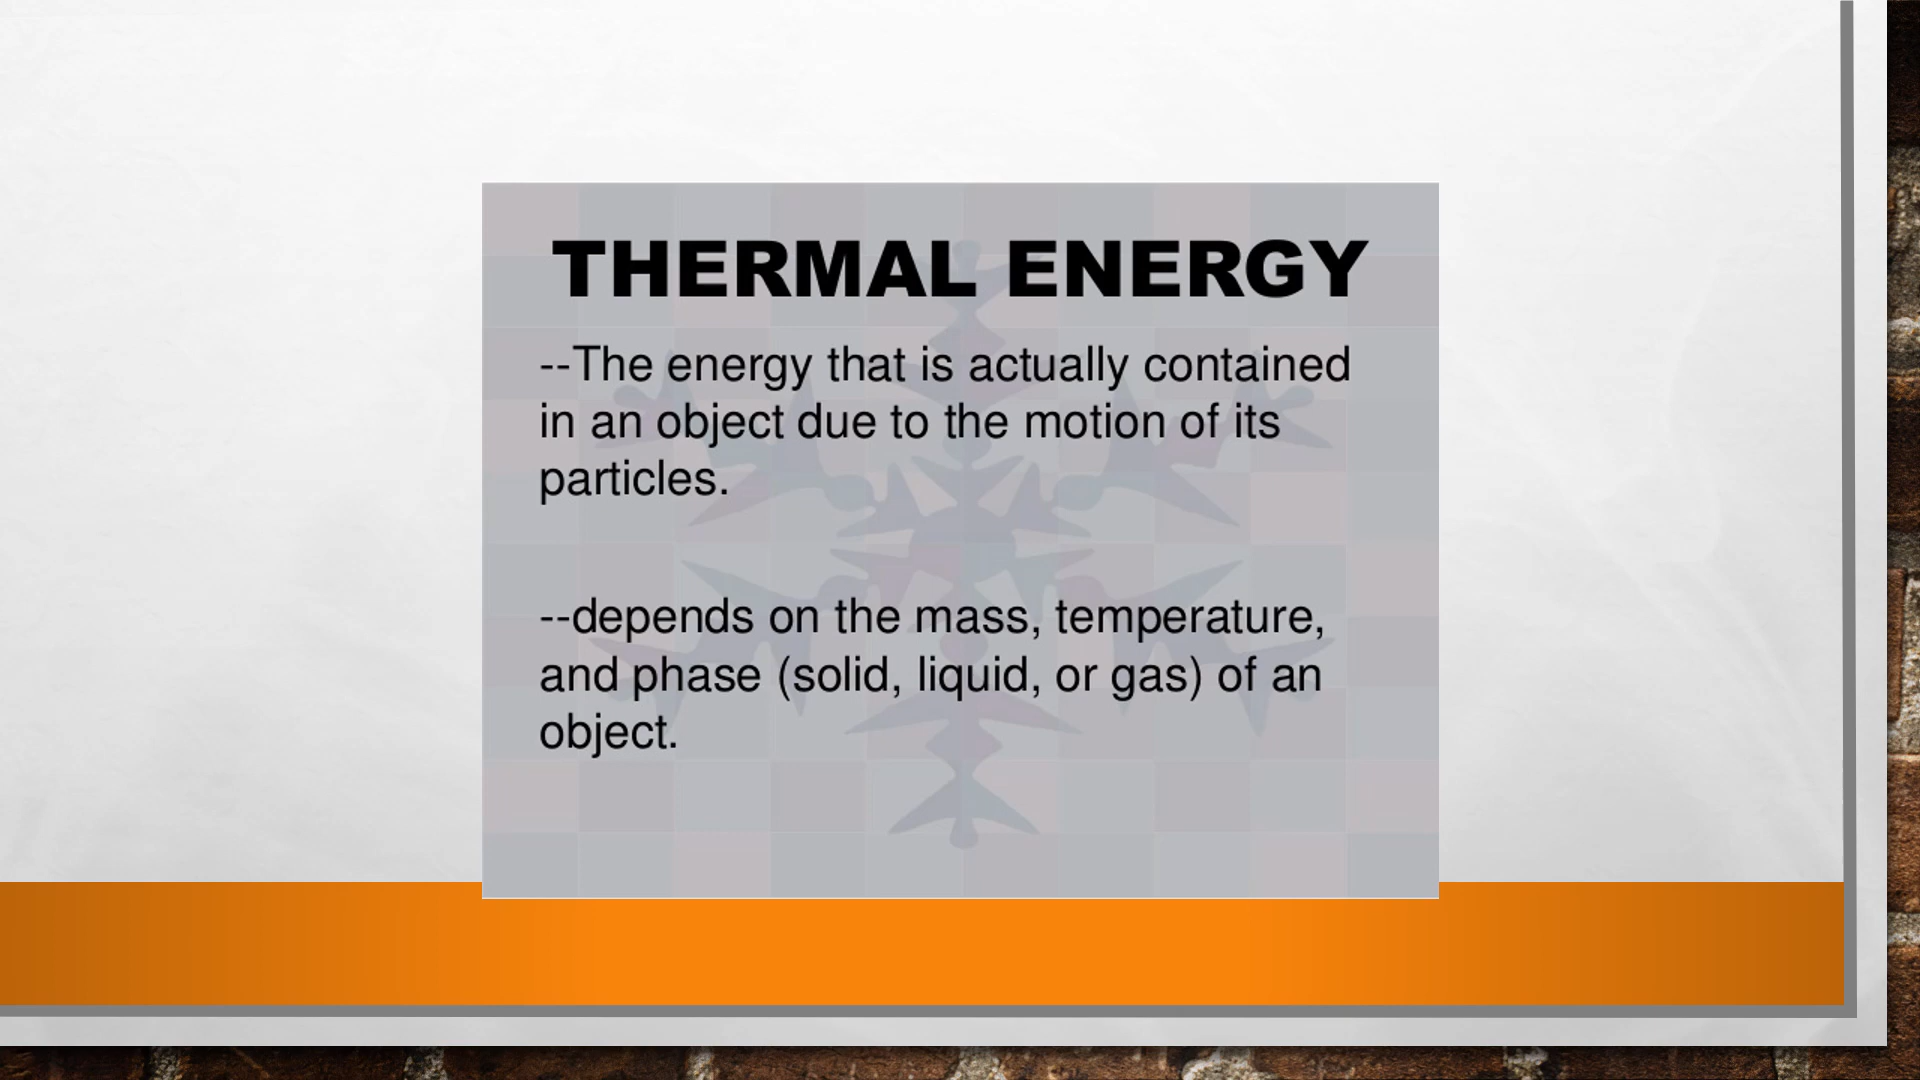 THERMAL ENERGY
--The energy that is actually contained
in an object due to the motion of its
particles.
--depends on the mass, temperature,
and phase (solid, liquid, or gas) of an
object.